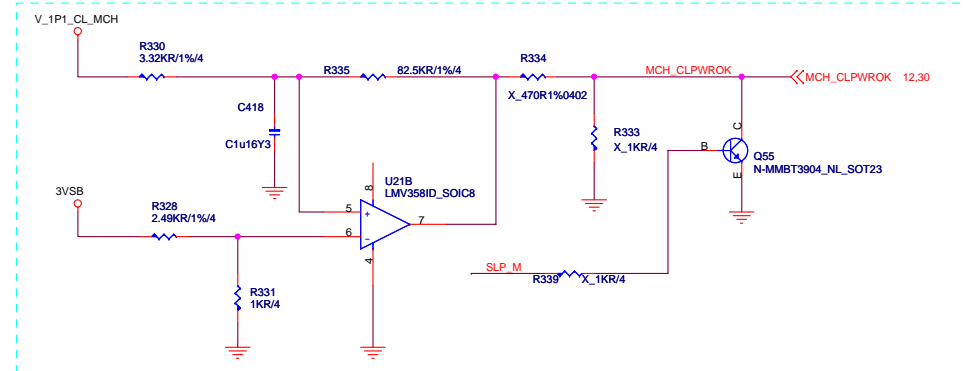 V_1P1_CL_MCH
R330
3.32KR/1%/4
R335
82.5KR/1%/4
R334
X_470R1%0402
MCH_CLPWROK
MCH_CLPWROK 12,30
C418
C1u16Y3
R333
X_1KR/4
C
B
E
Q55
N-MMBT3904_NL_SOT23
3VSB
R328
2.49KR/1%/4
U21B
LMV358ID_SOIC8
8
5
+
7
6
-
4
R331
1KR/4
SLP_M
R339
X_1KR/4